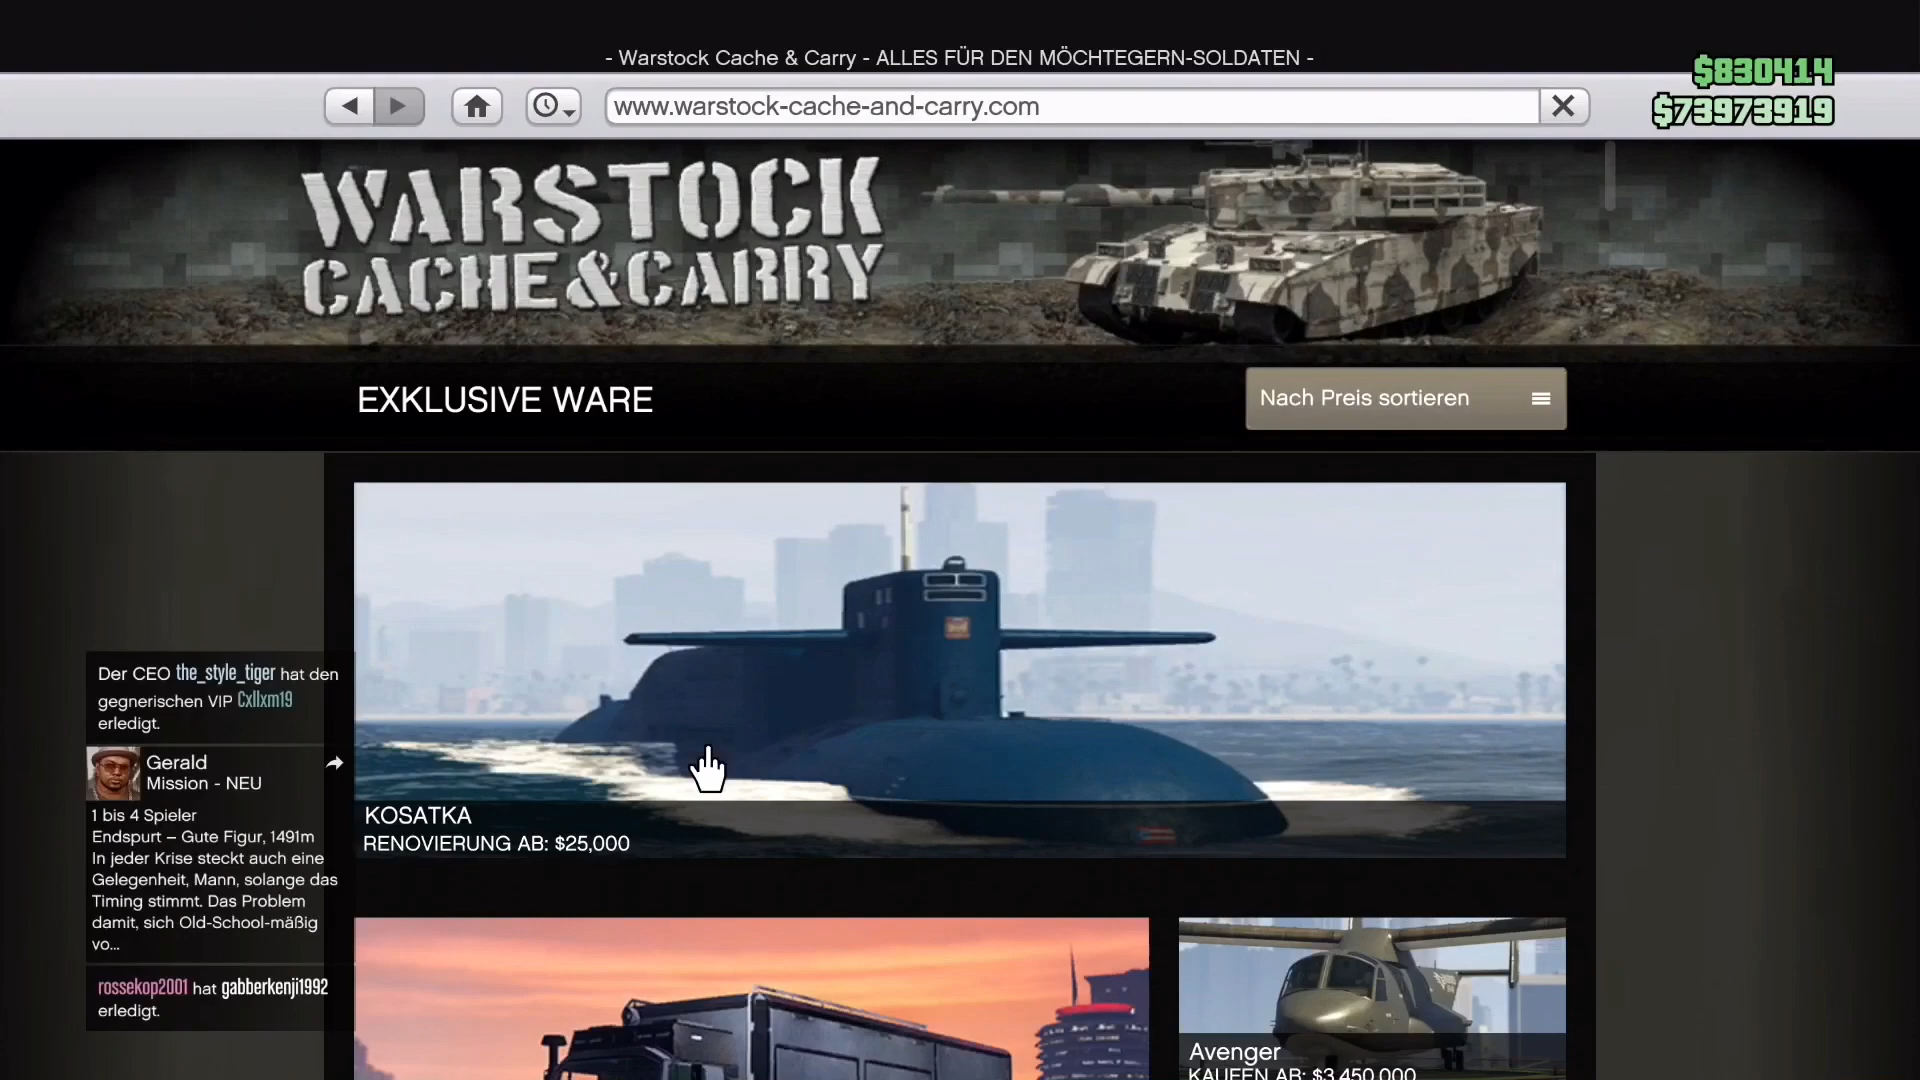 - Warstock Cache & Carry - ALLES FÜR DEN MÖCHTEGERN-SOLDATEN -
$830414
www.warstock-cache-and-carry.com
$73973919
WARSTOCK
CACHE & CARRY
EXKLUSIVE WARE
Nach Preis sortieren
KOSATKA
RENOVIERUNG AB: $25,000
Der CEO the_style_tiger hat den
gegnerischen VIP Cxllxm19
erledigt.
Gerald
Mission - NEU
1 bis 4 Spieler
Endspurt – Gute Figur, 1491m
In jeder Krise steckt auch eine
Gelegenheit, Mann, solange das
Timing stimmt. Das Problem
damit, sich Old-School-mäßig
vo...
rossekop2001 hat gabberkenji1992
erledigt.
Avenger
KAUFEN AB: $3,450,000